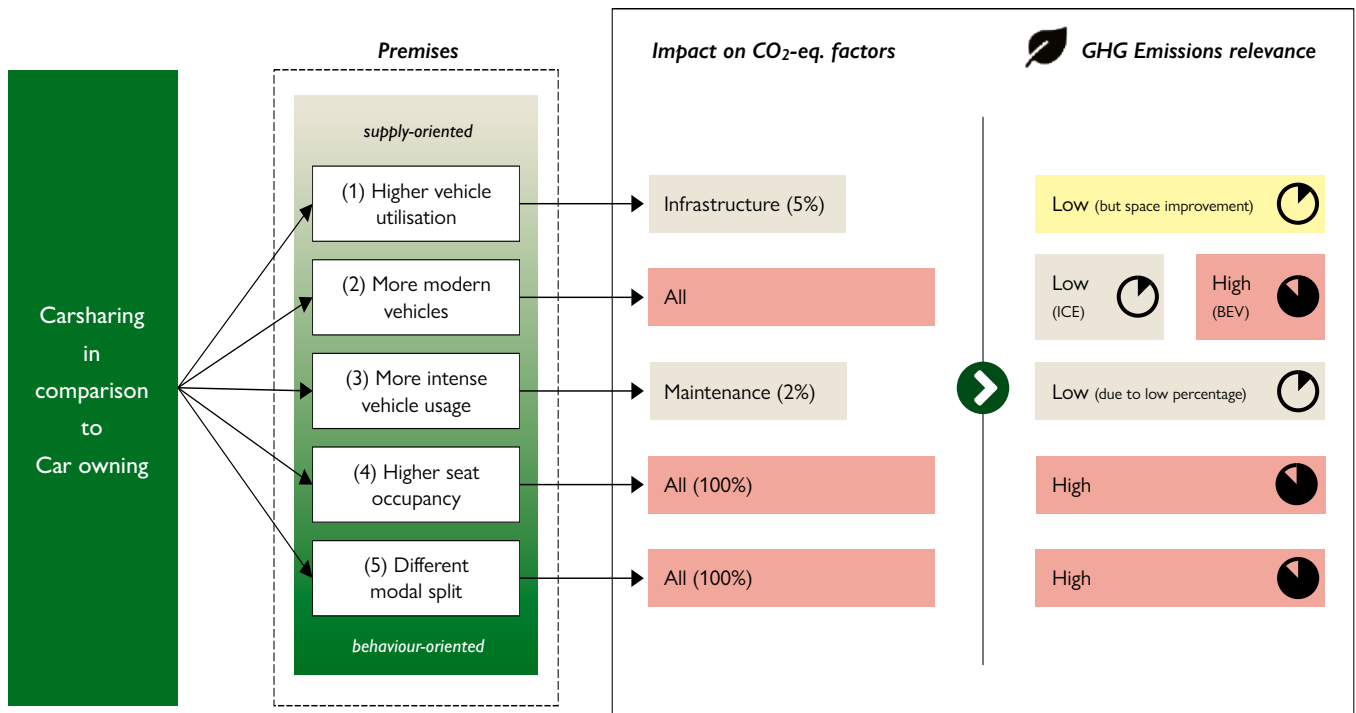 Premises
Impact on CO₂-eq. factors
GHG Emissions relevance
Carsharing
in
comparison
to
Car owning
supply-oriented
(1) Higher vehicle
utilisation
Infrastructure (5%)
Low (but space improvement)
(2) More modern
vehicles
All
Low
(ICE)
High
(BEV)
(3) More intense
vehicle usage
Maintenance (2%)
Low (due to low percentage)
(4) Higher seat
occupancy
All (100%)
High
(5) Different
modal split
All (100%)
High
behaviour-oriented